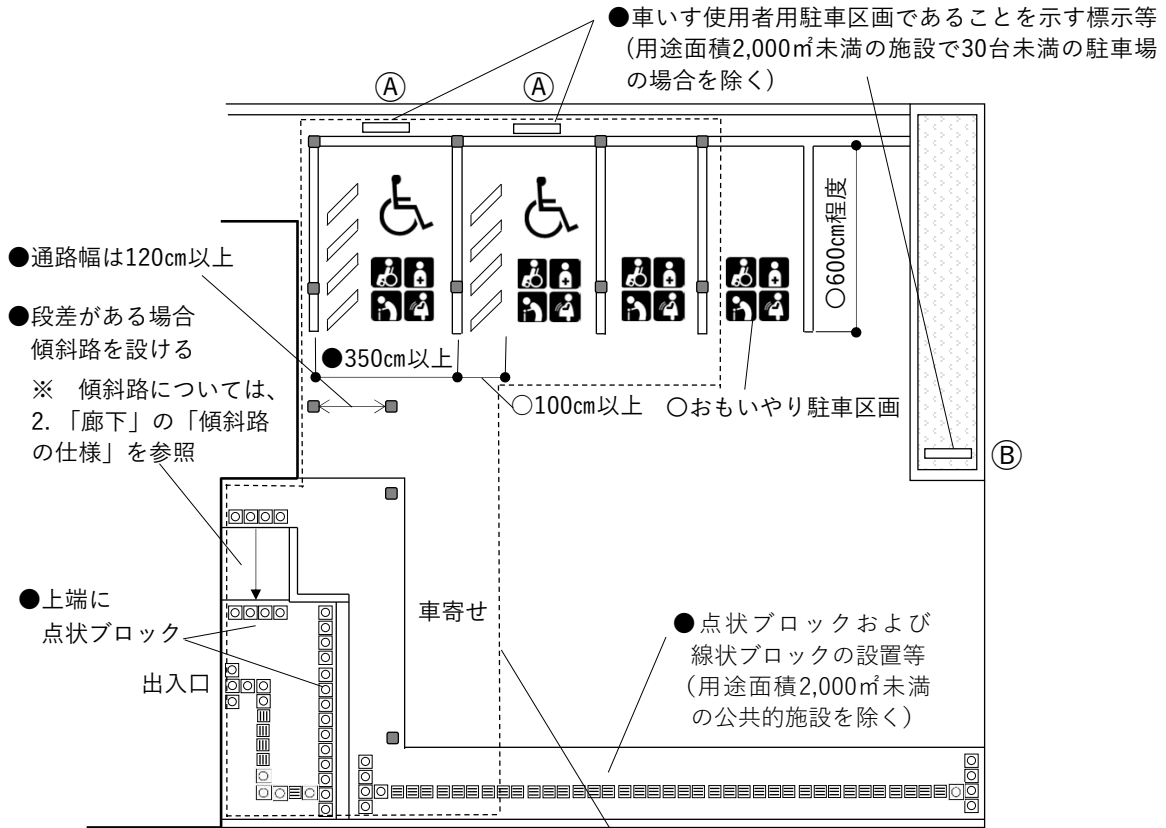 ●車いす使用者用駐車区画であることを示す標示等
(用途面積2,000㎡未満の施設で30台未満の駐車場
の場合を除く)
Ⓐ
Ⓐ
●通路幅は120㎝以上
○600㎝程度
●段差がある場合
傾斜路を設ける
※　傾斜路については、
2. 「廊下」の「傾斜路
の仕様」を参照
●350㎝以上
○100㎝以上
○おもいやり駐車区画
Ⓑ
●上端に
点状ブロック
車寄せ
出入口
●点状ブロックおよび
線状ブロックの設置等
(用途面積2,000㎡未満
の公共的施設を除く)